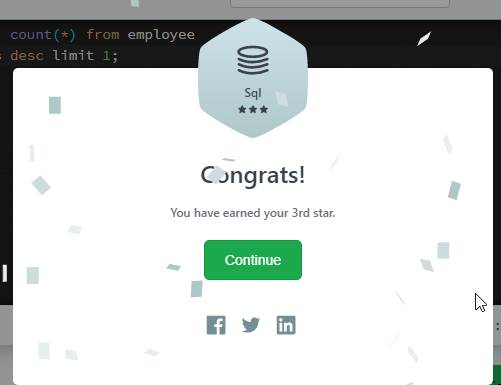 count(*) from employee
desc limit 1;
Sql
Congrats!
You have earned your 3rd star.
Continue